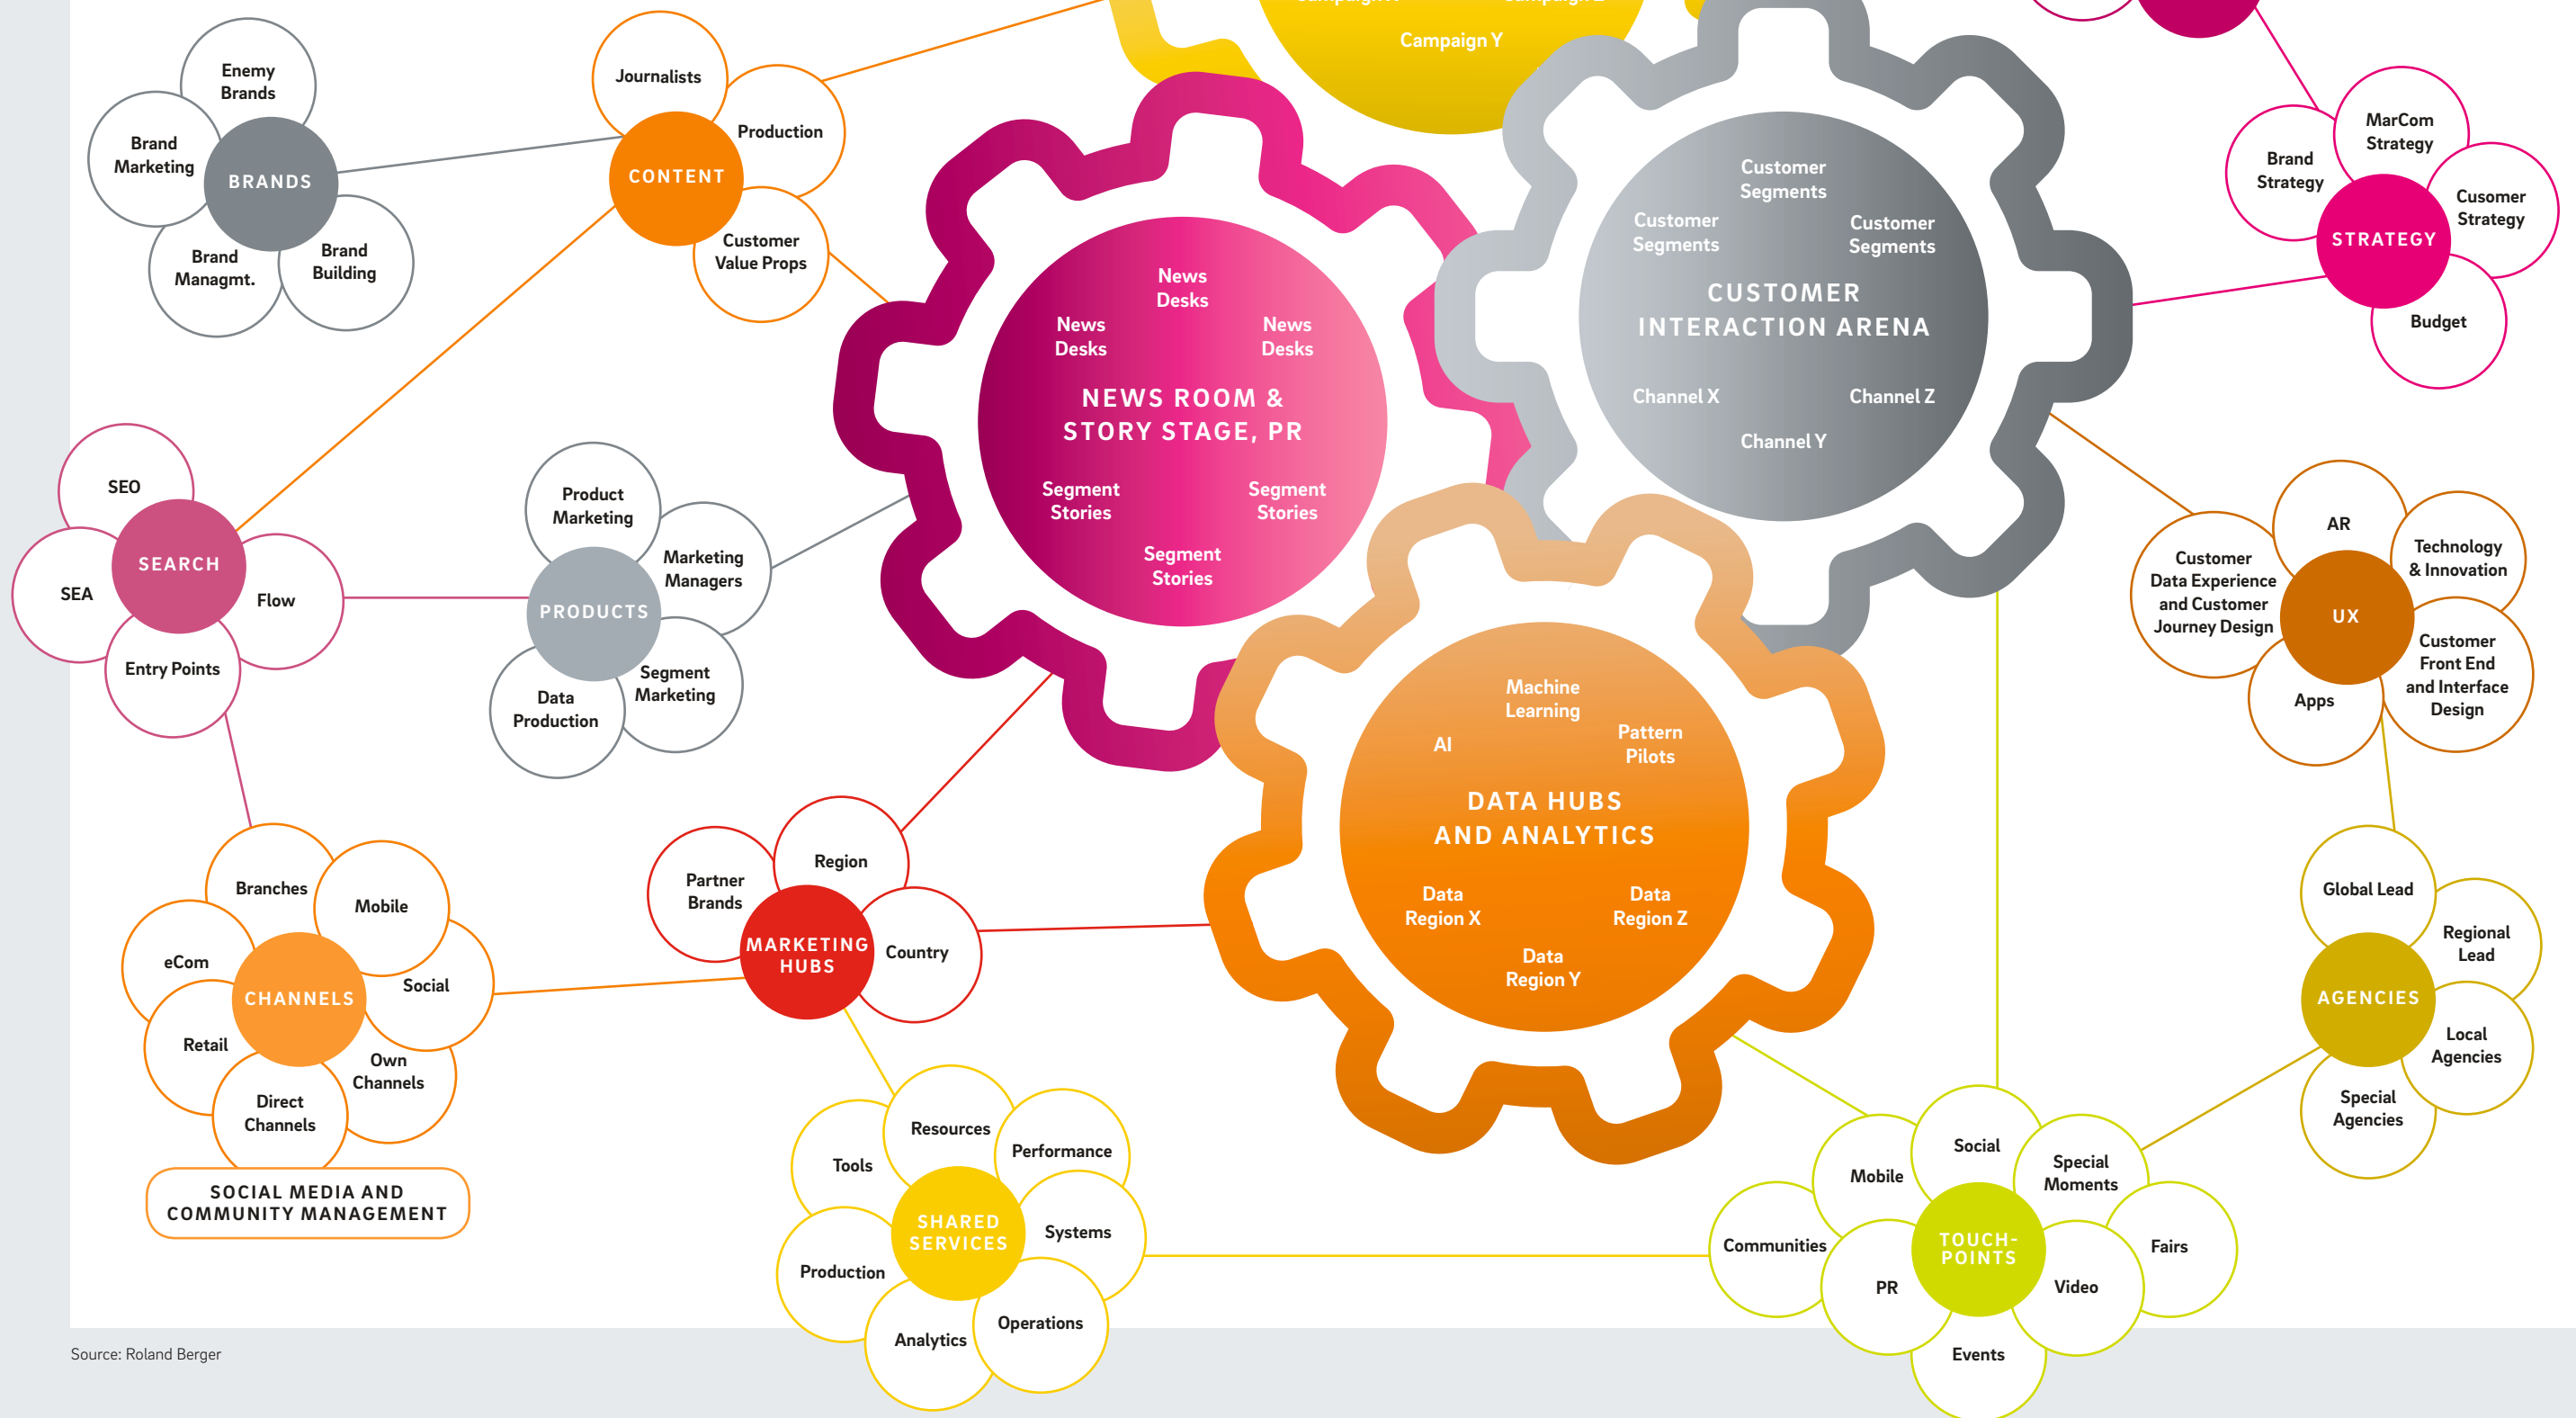 Campaign Y
Enemy
Brands
Brand
Marketing
BRANDS
Brand
Managmt.
Brand
Building
Journalists
Production
CONTENT
Customer
Value Props
News
Desks
News
Desks
News
Desks
NEWS ROOM &
STORY STAGE, PR
Segment
Stories
Segment
Stories
Segment
Stories
Customer
Segments
Customer
Segments
Customer
Segments
CUSTOMER
INTERACTION ARENA
Channel X
Channel Z
Channel Y
MarCom
Strategy
Brand
Strategy
Cusomer
Strategy
STRATEGY
Budget
SEO
SEARCH
SEA
Flow
Entry Points
Product
Marketing
Marketing
Managers
PRODUCTS
Segment
Marketing
Data
Production
AR
Technology
& Innovation
Customer
Data Experience
and Customer
Journey Design
UX
Customer
Front End
and Interface
Design
Apps
Machine
Learning
AI
Pattern
Pilots
DATA HUBS
AND ANALYTICS
Data
Region X
Data
Region Z
Data
Region Y
Branches
Mobile
eCom
CHANNELS
Social
Retail
Own
Channels
Direct
Channels
SOCIAL MEDIA AND
COMMUNITY MANAGEMENT
Region
Partner
Brands
MARKETING
HUBS
Country
Global Lead
Regional
Lead
AGENCIES
Local
Agencies
Special
Agencies
Resources
Performance
Tools
SHARED
SERVICES
Systems
Production
Operations
Analytics
Social
Mobile
Special
Moments
Communities
TOUCH-
POINTS
Fairs
PR
Video
Events
Source: Roland Berger